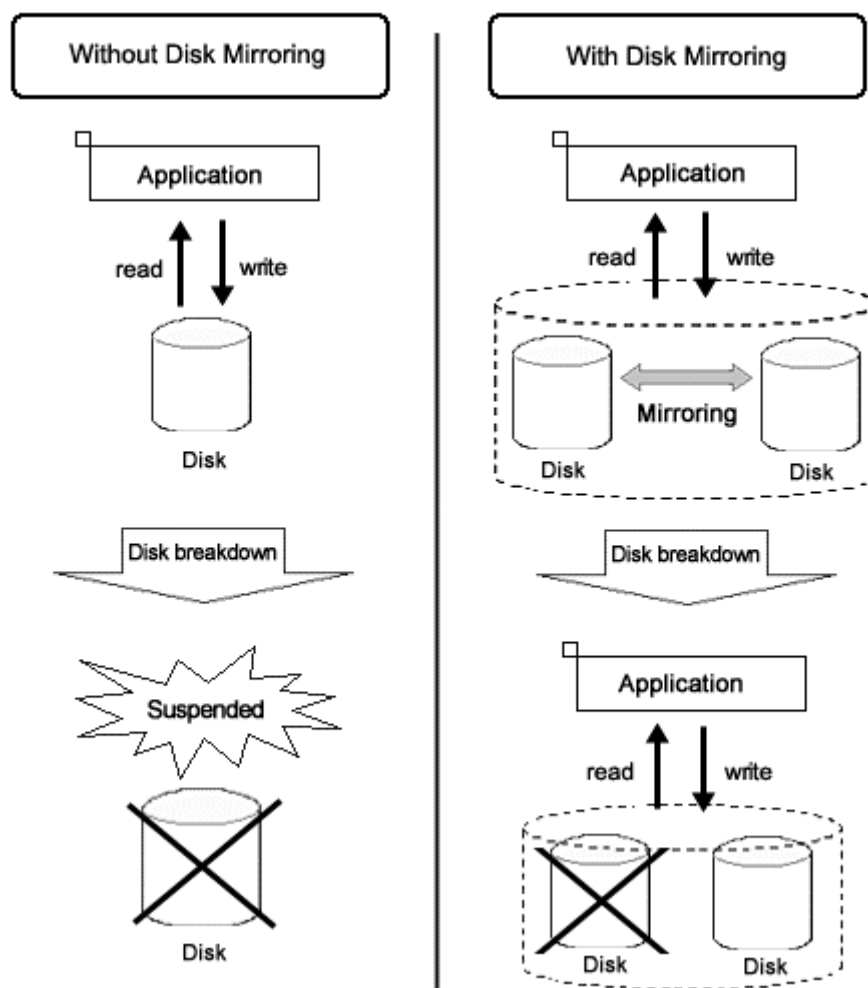 Without Disk Mirroring
Application
read
write
Disk
Disk breakdown
Suspended
Disk
With Disk Mirroring
Application
read
write
Mirroring
Disk
Disk
Disk breakdown
Application
read
write
Disk
Disk